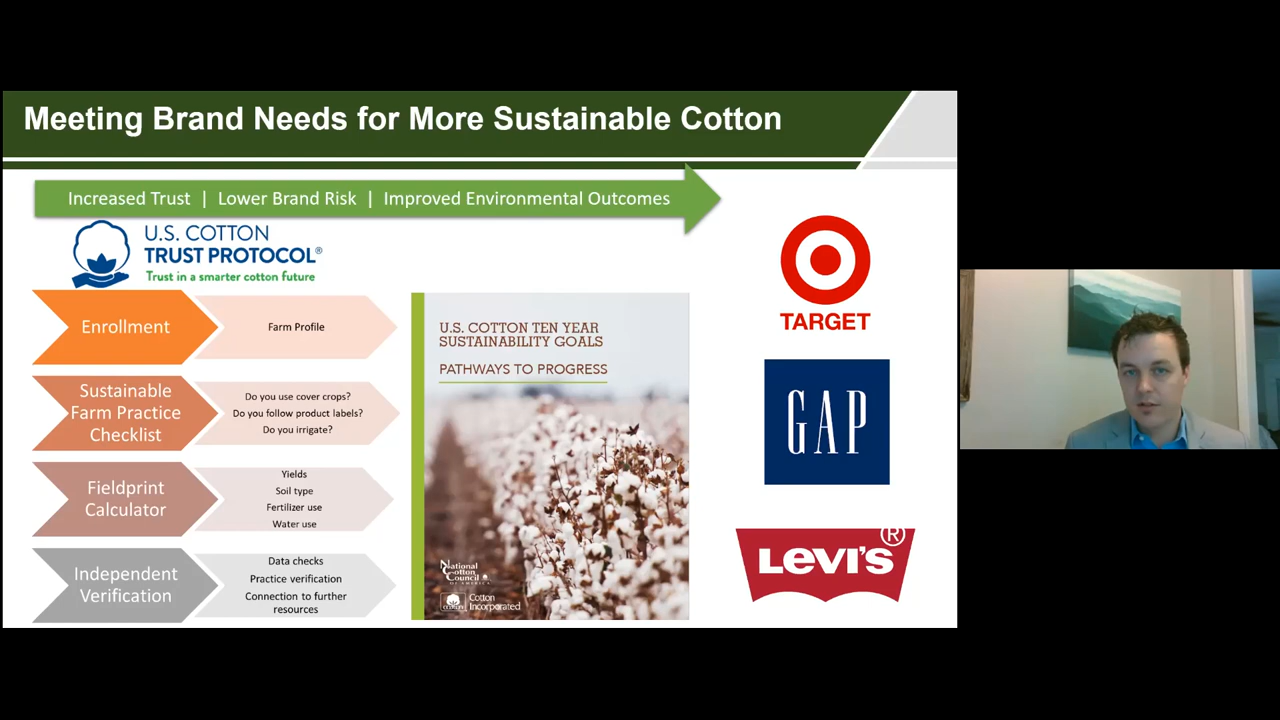 Meeting Brand Needs for More Sustainable Cotton
Increased Trust | Lower Brand Risk | Improved Environmental Outcomes
U.S. COTTON
TRUST PROTOCOL®
Trust in a smarter cotton future
Enrollment
Farm Profile
Sustainable
Farm Practice
Checklist
Do you use cover crops?
Do you follow product labels?
Do you irrigate?
Fieldprint
Calculator
Yields
Soil type
Fertilizer use
Water use
Independent
Verification
Data checks
Practice verification
Connection to further
resources
U.S. COTTON TEN YEAR
SUSTAINABILITY GOALS
PATHWAYS TO PROGRESS
National
Cotton
Council
OF AMERICA
COTTON
Cotton
Incorporated
TARGET
GAP
LEVI'S®